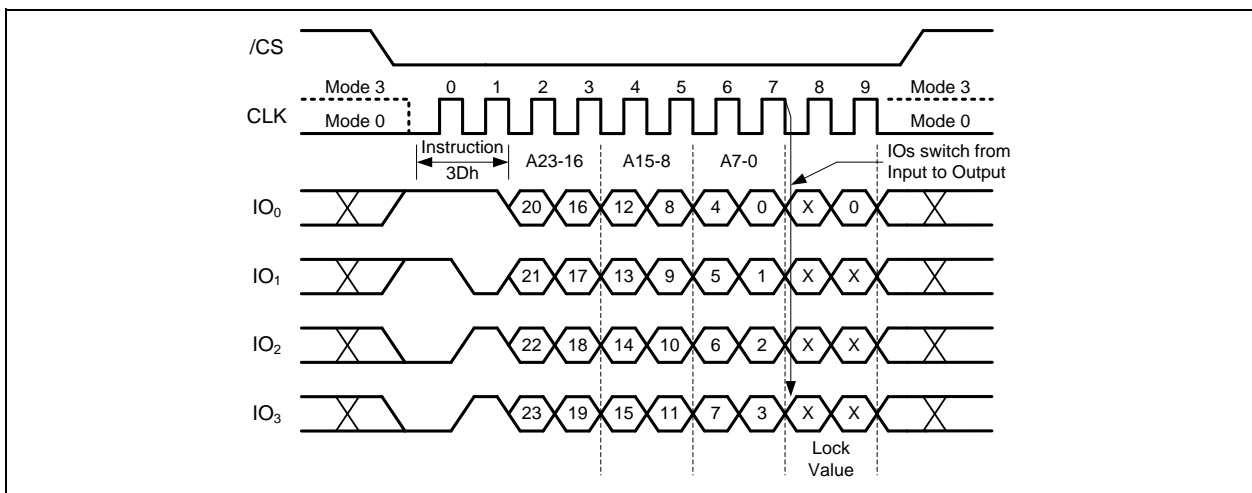 /CS
Mode 3 0 1 2 3 4 5 6 7 8 9 Mode 3
CLK
Mode 0 Mode 0
Instruction
3Dh
A23-16 A15-8 A7-0
IOs switch from
Input to Output
IO₀ 20 16 12 8 4 0 X 0
IO₁ 21 17 13 9 5 1 X X
IO₂ 22 18 14 10 6 2 X X
IO₃ 23 19 15 11 7 3 X X
Lock
Value